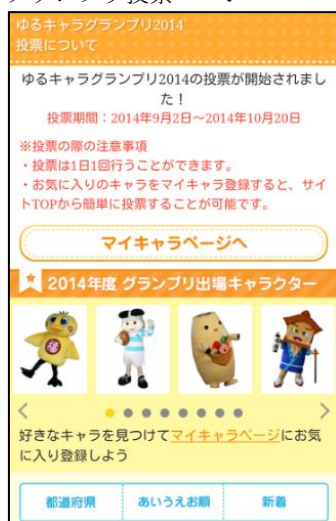 ゆるキャラグランプリ2014
投票について
ゆるキャラグランプリ2014の投票が開始されまし
た！
投票期間：2014年9月2日～2014年10月20日
※投票の際の注意事項
・投票は1日1回行うことができます。
・お気に入りのキャラをマイキャラ登録すると、サイ
トTOPから簡単に投票することが可能です。
マイキャラページへ
2014年度 グランプリ出場キャラクター
福
好きなキャラを見つけてマイキャラページにお気
に入り登録しよう
都道府県 あいうえお順 新着